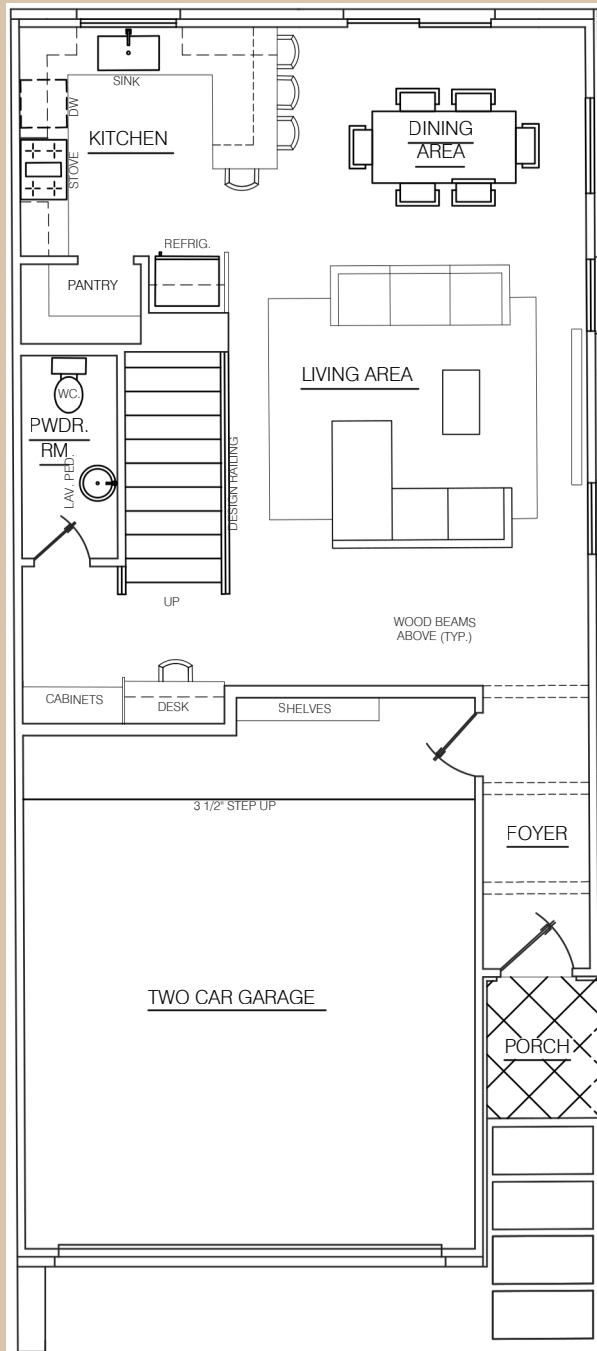 SINK
DW
KITCHEN
DINING
AREA
STOVE
REFRIG.
PANTRY
LIVING AREA
WC.
PWDR.
RM
LAV. PED.
DESIGN RAILING
UP
WOOD BEAMS
ABOVE (TYP.)
CABINETS
DESK
SHELVES
3 1/2" STEP UP
FOYER
TWO CAR GARAGE
PORCH